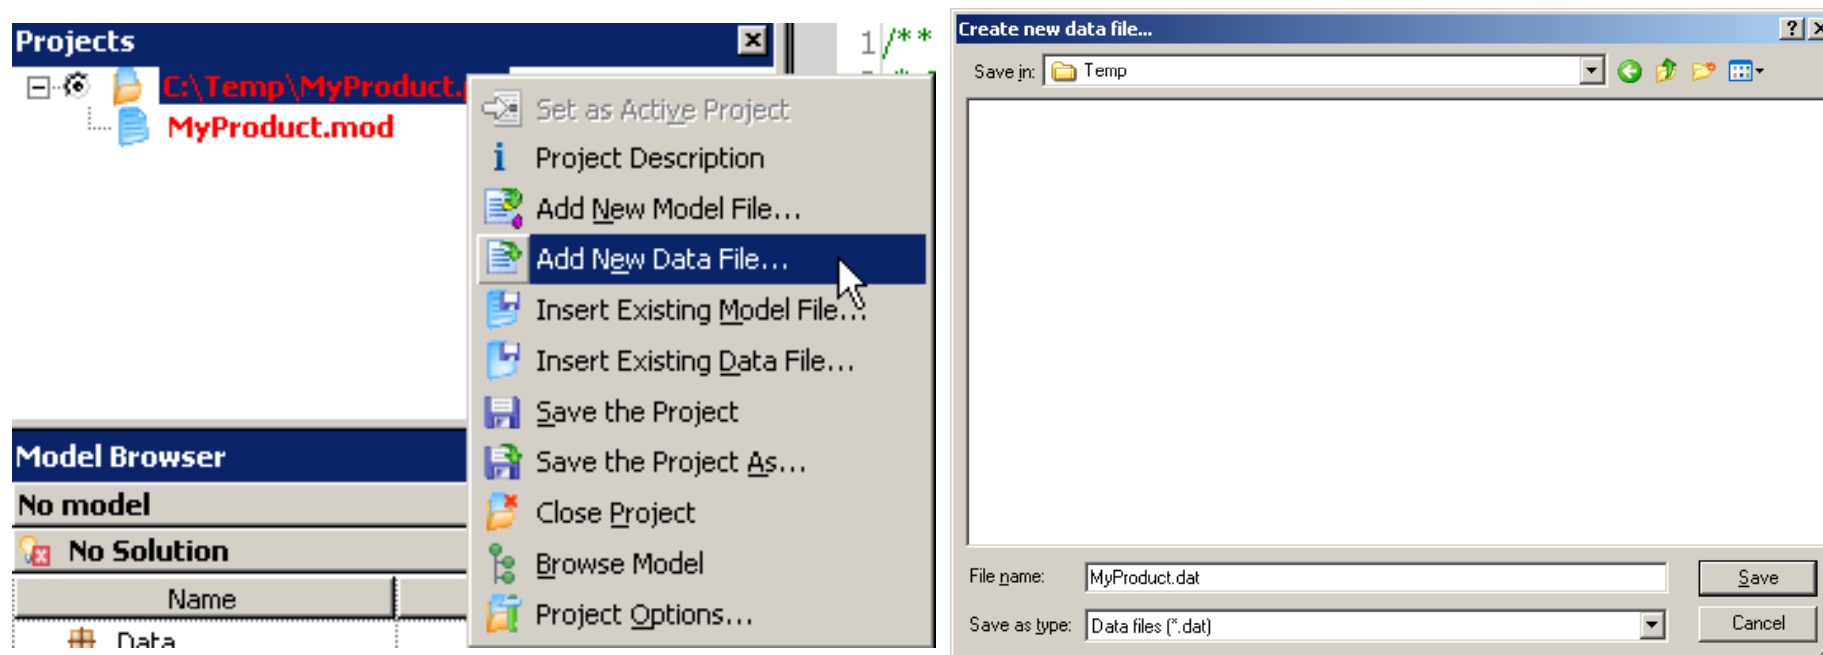 Projects
1 /**
C:\Temp\MyProduct.
MyProduct.mod
Set as Active Project
Project Description
Add New Model File...
Add New Data File...
Insert Existing Model File...
Insert Existing Data File...
Save the Project
Save the Project As...
Close Project
Browse Model
Project Options...
Model Browser
No model
No Solution
Name
Data
Create new data file...
Save in: Temp
File name: MyProduct.dat
Save
Save as type: Data files (*.dat)
Cancel